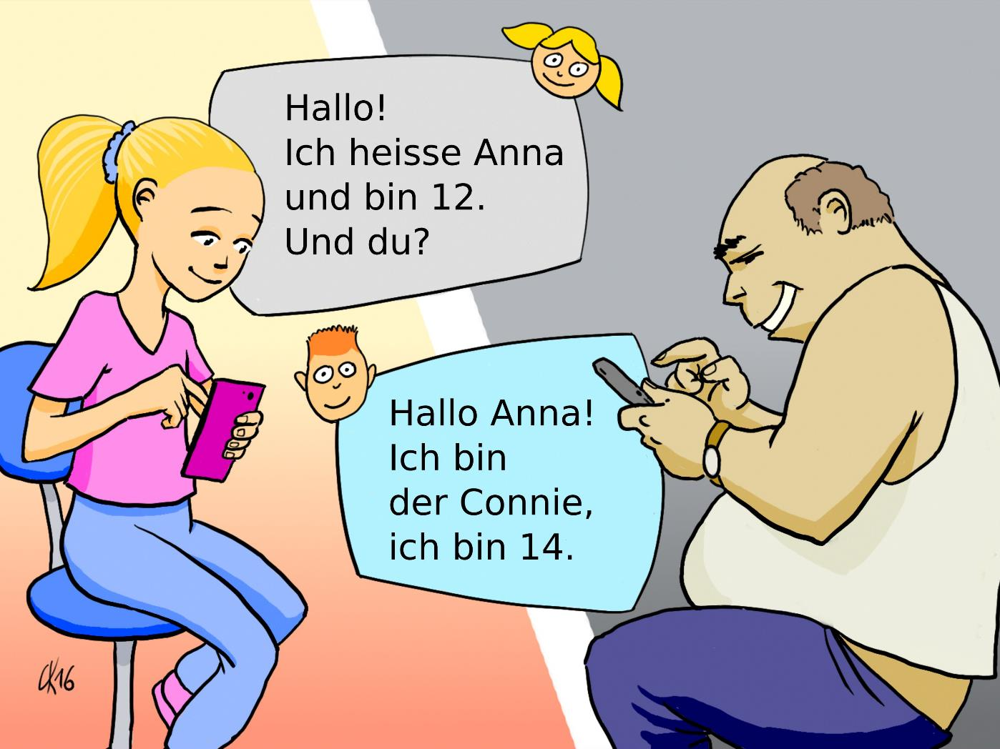 Hallo!
Ich heisse Anna
und bin 12.
Und du?
Hallo Anna!
Ich bin
der Connie,
ich bin 14.
CK16